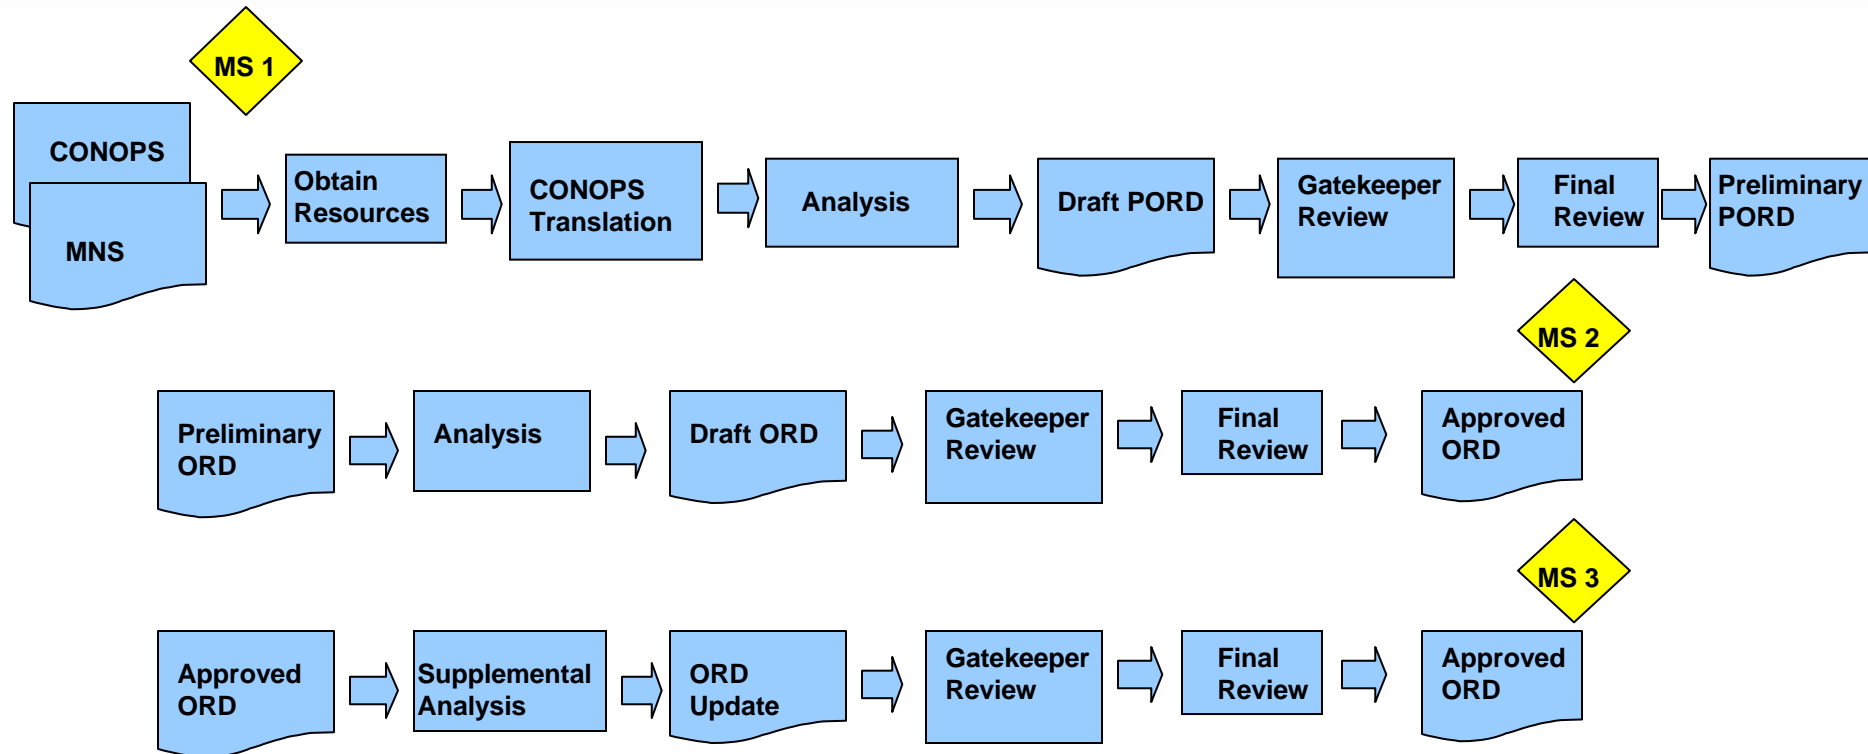 MS 1
CONOPS
MNS
Obtain
Resources
CONOPS
Translation
Analysis
Draft PORD
Gatekeeper
Review
Final
Review
Preliminary
PORD
MS 2
Preliminary
ORD
Analysis
Draft ORD
Gatekeeper
Review
Final
Review
Approved
ORD
MS 3
Approved
ORD
Supplemental
Analysis
ORD
Update
Gatekeeper
Review
Final
Review
Approved
ORD